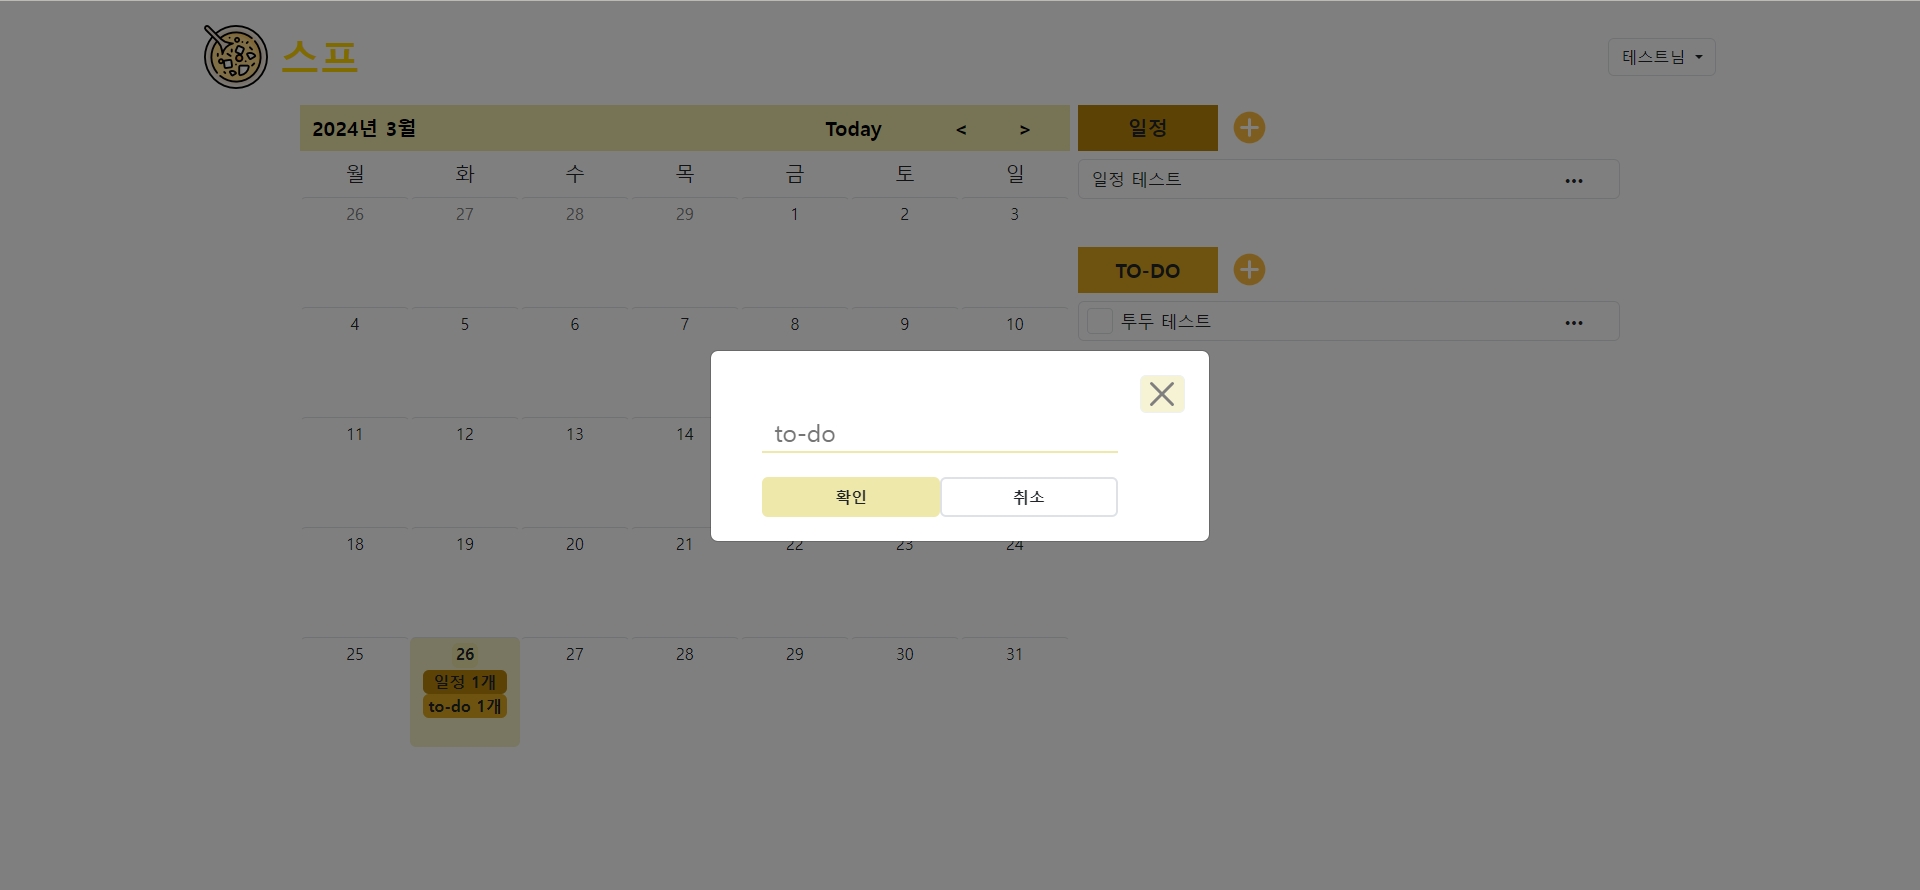 스프
테스트님
2024년 3월 Today < >
월 화 수 목 금 토 일
26 27 28 29 1 2 3
4 5 6 7 8 9 10
11 12 13 14
18 19 20 21 22 23 24
25 26 27 28 29 30 31
일정 1개
to-do 1개
일정
일정 테스트 •••
TO-DO
투두 테스트 •••
to-do
확인 취소